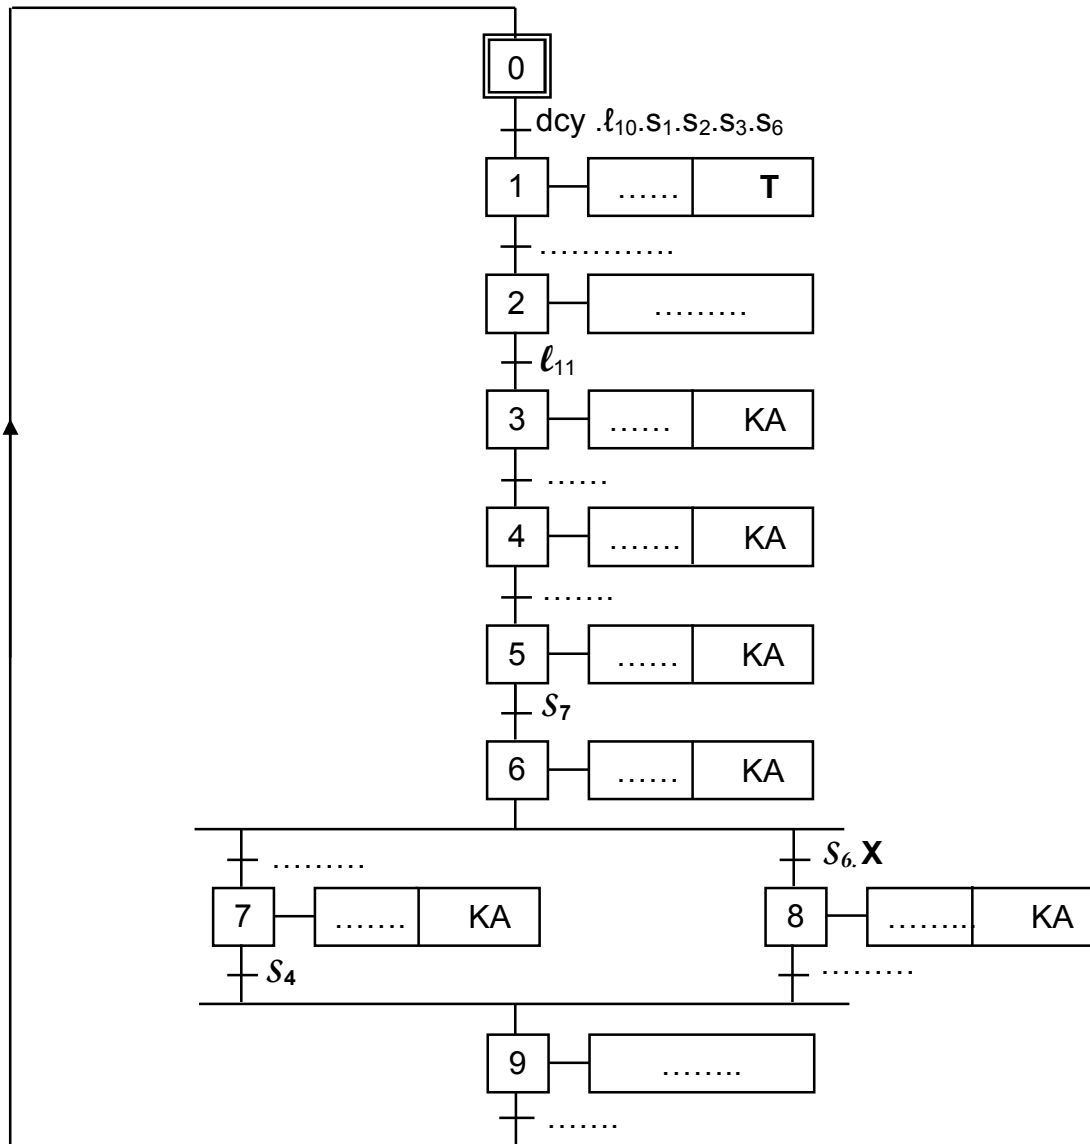 0
dcy .ℓ10.s1.s2.s3.s6
1 ...... T
.............
2 .........
ℓ11
3 ...... KA
......
4 ....... KA
.......
5 ...... KA
S7
6 ...... KA
......... S6. X
7 ....... KA 8 ......... KA
S4 .........
9 ........
.......